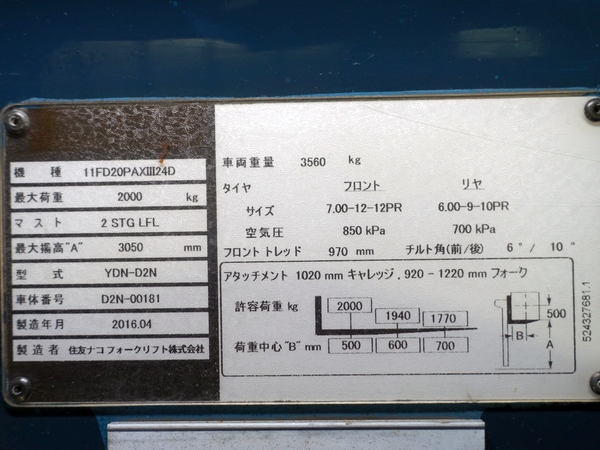 機 種 11FD20PAXIII24D
最大荷重 2000 kg
マスト 2 STG LFL
最大揚高"A" 3050 mm
型 式 YDN-D2N
車体番号 D2N-00181
製造年月 2016.04
製造者 住友ナコ フォークリフト株式会社
車両重量 3560 kg
タイヤ フロント リヤ
サイズ 7.00-12-12PR 6.00-9-10PR
空気圧 850 kPa 700 kPa
フロント トレッド 970 mm チルト角(前/後) 6°/ 10°
アタッチメント 1020 mm キャレッジ , 920 - 1220 mm フォーク
許容荷重 kg 2000 1940 1770
荷重中心 "B" mm 500 600 700
500
B
A
524327681.1